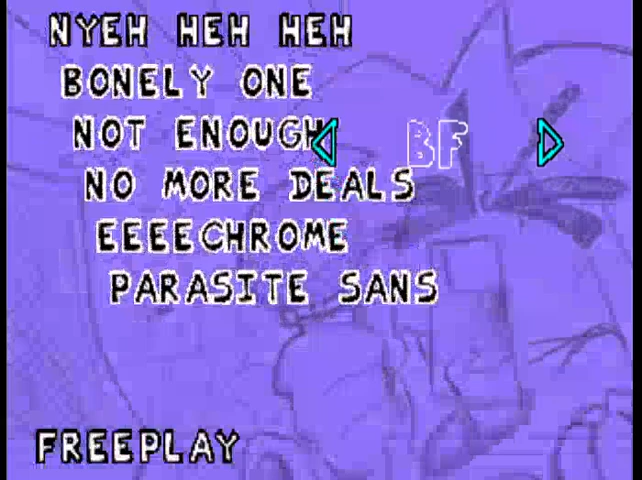 NYEH HEH HEH
BONELY ONE
NOT ENOUGH
BF
NO MORE DEALS
EEEECHROME
PARASITE SANS
FREEPLAY